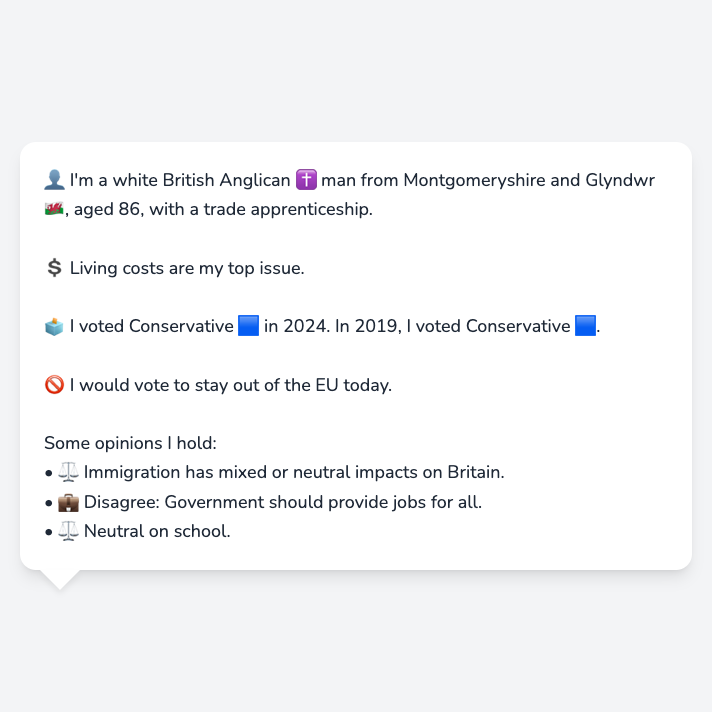 👤 I'm a white British Anglican ✝️ man from Montgomeryshire and Glyndwr
🏴󠁧󠁢󠁷󠁬󠁳󠁿, aged 86, with a trade apprenticeship.
💲 Living costs are my top issue.
🗳️ I voted Conservative 🟦 in 2024. In 2019, I voted Conservative 🟦.
🚫 I would vote to stay out of the EU today.
Some opinions I hold:
• ⚖️ Immigration has mixed or neutral impacts on Britain.
• 💼 Disagree: Government should provide jobs for all.
• ⚖️ Neutral on school.